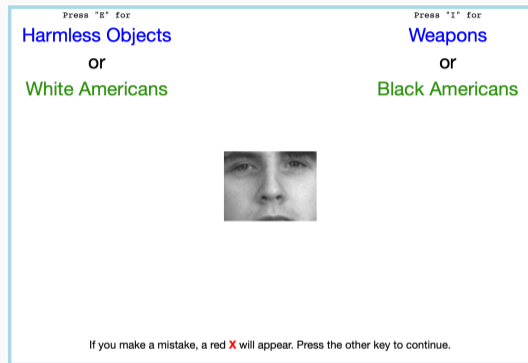 Press "E" for
Harmless Objects
or
White Americans
Press "I" for
Weapons
or
Black Americans
If you make a mistake, a red X will appear. Press the other key to continue.